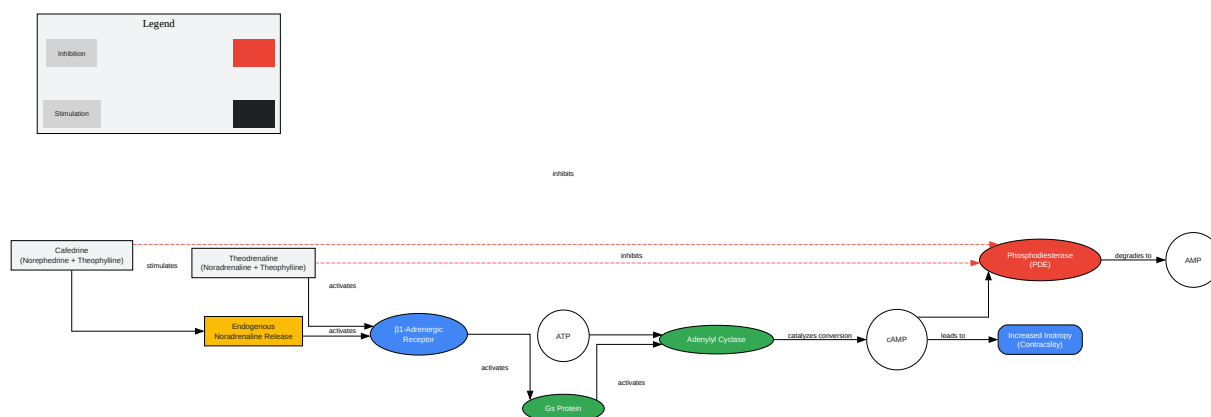 Legend
Inhibition
Stimulation
inhibits
Cafedrine
(Norephedrine + Theophylline)
stimulates
Theodrenaline
(Noradrenaline + Theophylline)
inhibits
Phosphodiesterase
(PDE)
degrades to
AMP
activates
Endogenous
Noradrenaline Release
activates
β1-Adrenergic
Receptor
activates
ATP
Gs Protein
activates
Adenylyl Cyclase
catalyzes conversion
cAMP
leads to
Increased Inotropy
(Contractility)